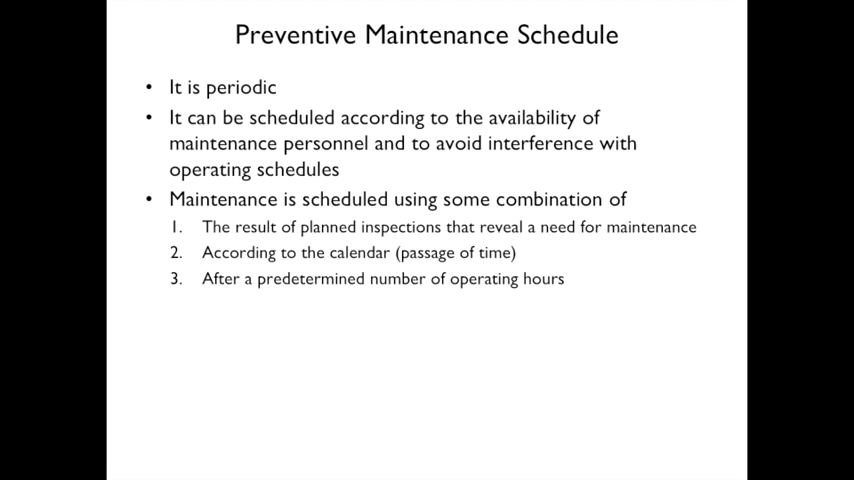 Preventive Maintenance Schedule
• It is periodic
• It can be scheduled according to the availability of
maintenance personnel and to avoid interference with
operating schedules
• Maintenance is scheduled using some combination of
1. The result of planned inspections that reveal a need for maintenance
2. According to the calendar (passage of time)
3. After a predetermined number of operating hours